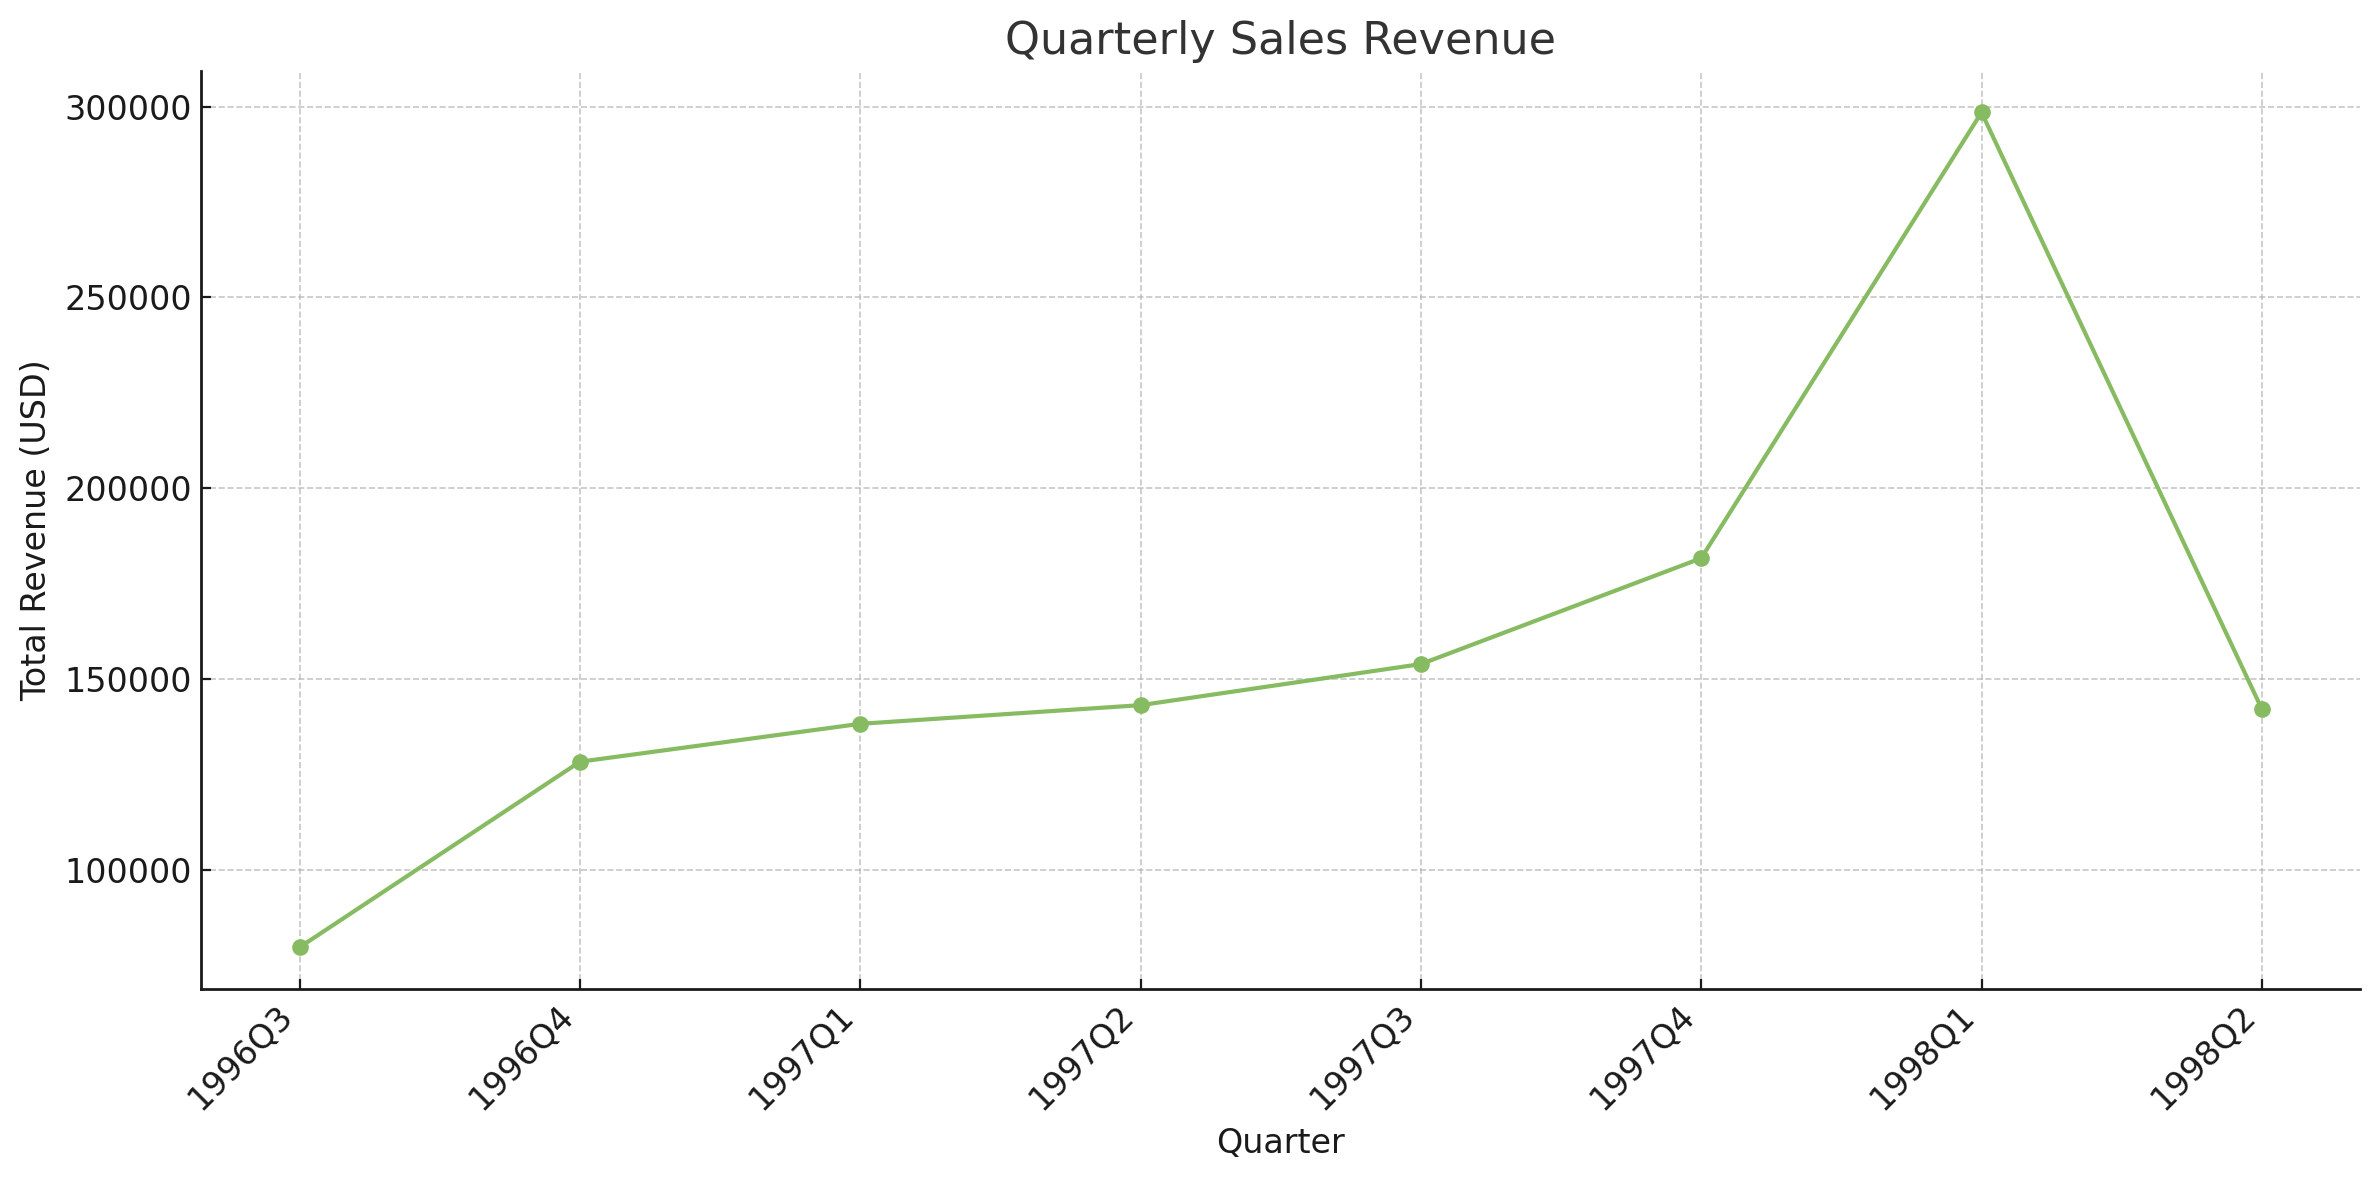 Quarterly Sales Revenue
Total Revenue (USD)
300000
250000
200000
150000
100000
1996Q3
1996Q4
1997Q1
1997Q2
1997Q3
1997Q4
1998Q1
1998Q2
Quarter